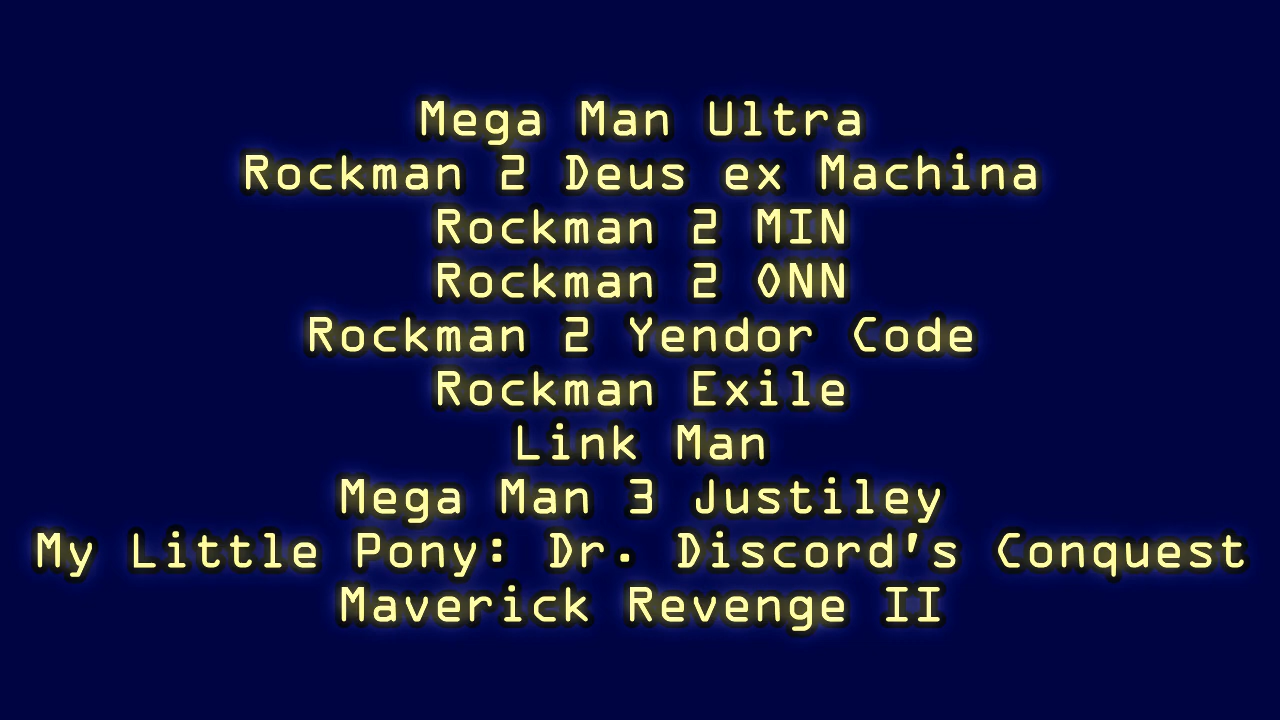 Mega Man Ultra
Rockman 2 Deus ex Machina
Rockman 2 MIN
Rockman 2 0NN
Rockman 2 Yendor Code
Rockman Exile
Link Man
Mega Man 3 Justiley
My Little Pony: Dr. Discord's Conquest
Maverick Revenge II